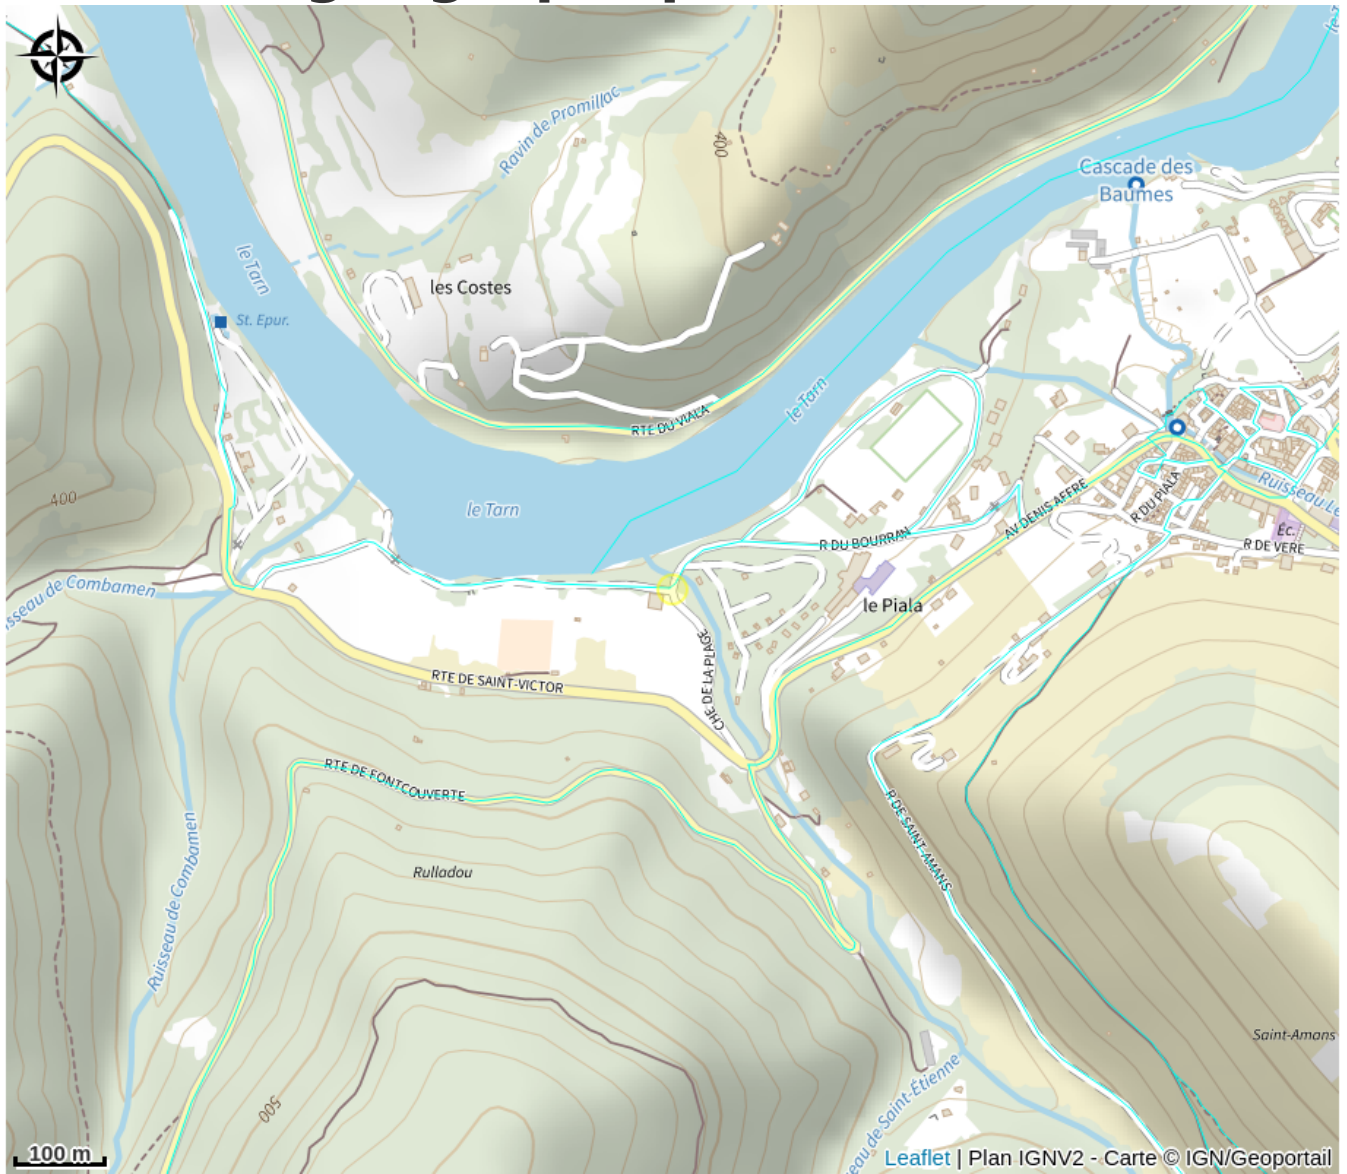 le Tarn
Ravin de Promillac
400
Cascade des
Baumes
le Tarn
les Costes
St. Epur.
le Tarn
RTE DU VIALA
400
le Tarn
AV DENIS AFFRE
R DU PIALA
Ruisseau Le
Éc.
R DE VERE
R DU BOURRAN
isseau de Combamen
le Piala
CHE DE LA PLAGE
RTE DE SAINT-VICTOR
RTE DE FONTCOUVERTE
R DE SAINT-AMANS
Rulladou
Ruisseau de Combamen
Saint-Amans
500
eau de Saint-Étienne
100 m
Leaflet | Plan IGNV2 - Carte © IGN/Geoportail